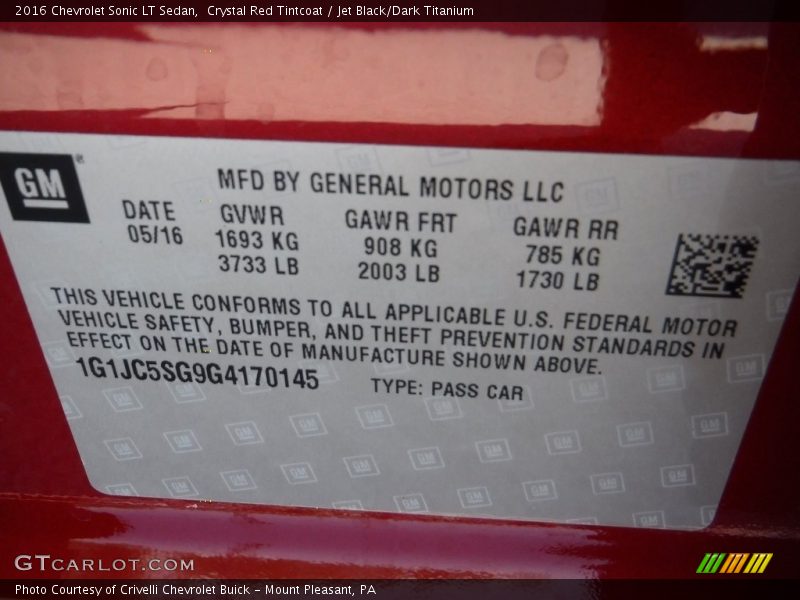 2016 Chevrolet Sonic LT Sedan,  Crystal Red Tintcoat / Jet Black/Dark Titanium
GM
MFD BY GENERAL MOTORS LLC
DATE GVWR GAWR FRT GAWR RR
05/16 1693 KG 908 KG 785 KG
3733 LB 2003 LB 1730 LB
THIS VEHICLE CONFORMS TO ALL APPLICABLE U.S. FEDERAL MOTOR
VEHICLE SAFETY, BUMPER, AND THEFT PREVENTION STANDARDS IN
EFFECT ON THE DATE OF MANUFACTURE SHOWN ABOVE.
1G1JC5SG9G4170145 TYPE: PASS CAR
GTCARLOT.COM
Photo Courtesy of Crivelli Chevrolet Buick - Mount Pleasant, PA